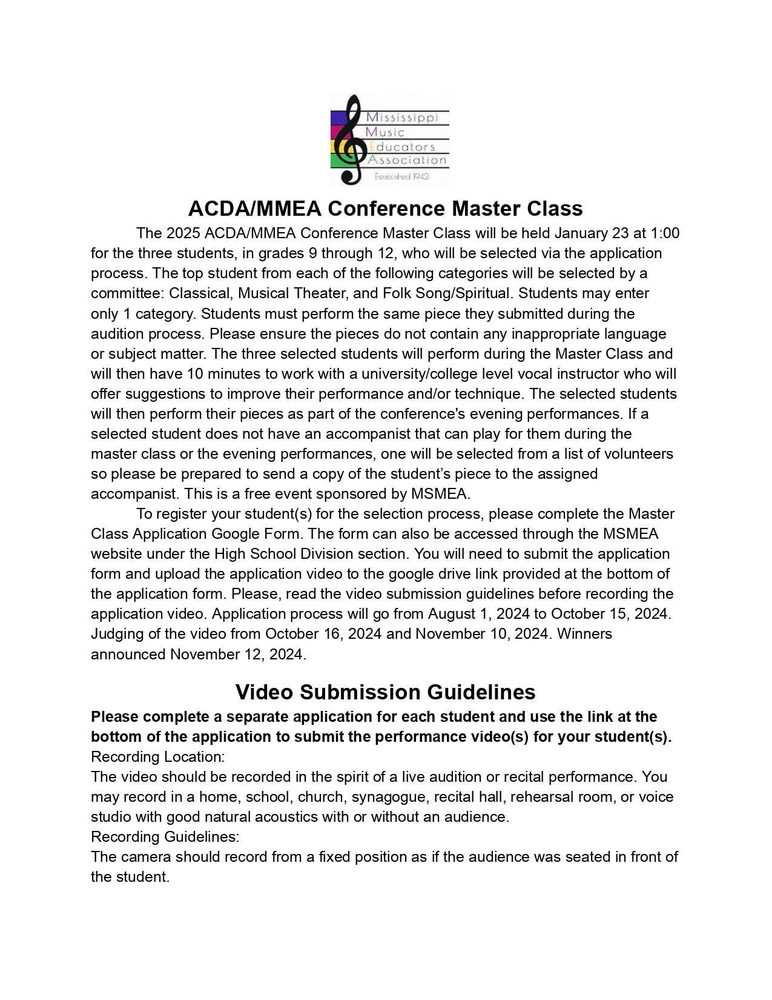 Mississippi
Music
Educators
Association
Established 1942
ACDA/MMEA Conference Master Class
The 2025 ACDA/MMEA Conference Master Class will be held January 23 at 1:00
for the three students, in grades 9 through 12, who will be selected via the application
process. The top student from each of the following categories will be selected by a
committee: Classical, Musical Theater, and Folk Song/Spiritual. Students may enter
only 1 category. Students must perform the same piece they submitted during the
audition process. Please ensure the pieces do not contain any inappropriate language
or subject matter. The three selected students will perform during the Master Class and
will then have 10 minutes to work with a university/college level vocal instructor who will
offer suggestions to improve their performance and/or technique. The selected students
will then perform their pieces as part of the conference's evening performances. If a
selected student does not have an accompanist that can play for them during the
master class or the evening performances, one will be selected from a list of volunteers
so please be prepared to send a copy of the student’s piece to the assigned
accompanist. This is a free event sponsored by MSMEA.
To register your student(s) for the selection process, please complete the Master
Class Application Google Form. The form can also be accessed through the MSMEA
website under the High School Division section. You will need to submit the application
form and upload the application video to the google drive link provided at the bottom of
the application form. Please, read the video submission guidelines before recording the
application video. Application process will go from August 1, 2024 to October 15, 2024.
Judging of the video from October 16, 2024 and November 10, 2024. Winners
announced November 12, 2024.
Video Submission Guidelines
Please complete a separate application for each student and use the link at the
bottom of the application to submit the performance video(s) for your student(s).
Recording Location:
The video should be recorded in the spirit of a live audition or recital performance. You
may record in a home, school, church, synagogue, recital hall, rehearsal room, or voice
studio with good natural acoustics with or without an audience.
Recording Guidelines:
The camera should record from a fixed position as if the audience was seated in front of
the student.